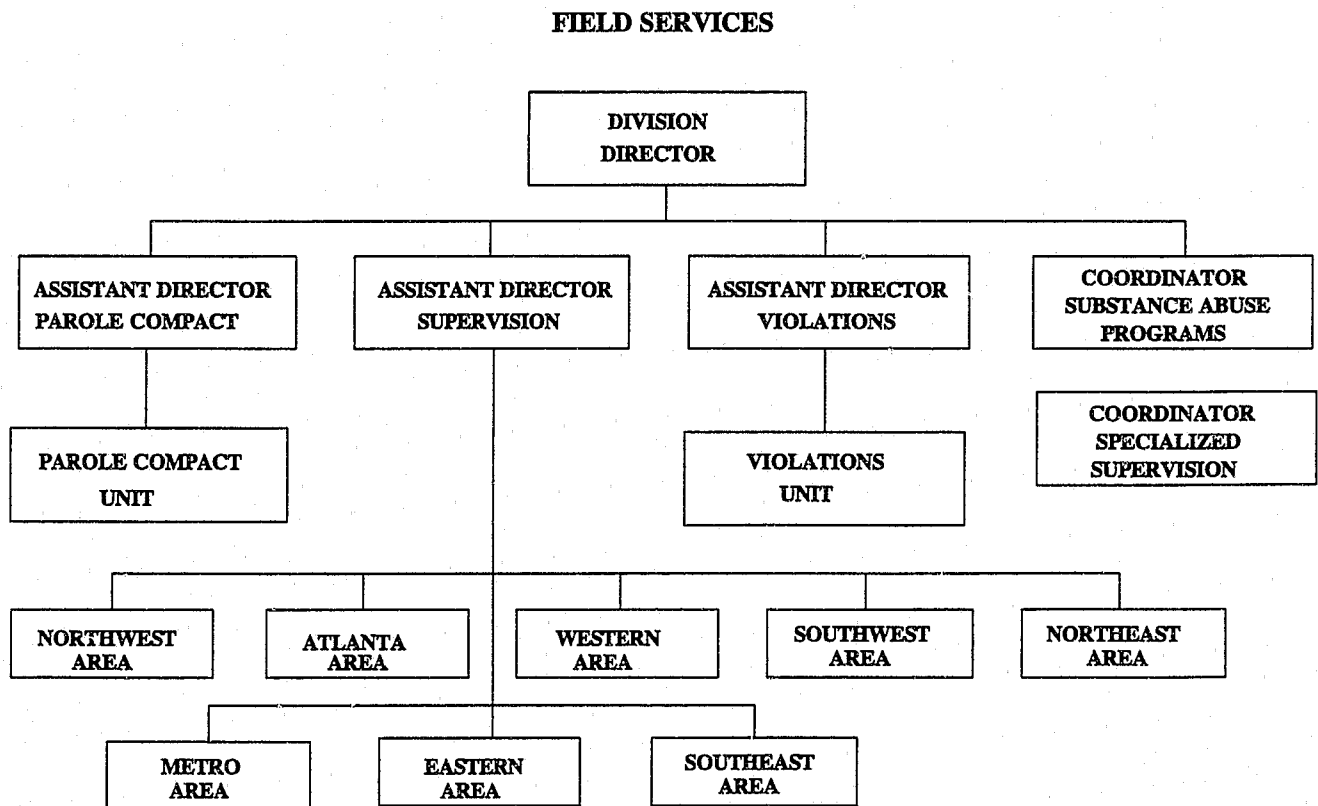 FIELD SERVICES
DIVISION
DIRECTOR
ASSISTANT DIRECTOR
PAROLE COMPACT
ASSISTANT DIRECTOR
SUPERVISION
ASSISTANT DIRECTOR
VIOLATIONS
COORDINATOR
SUBSTANCE ABUSE
PROGRAMS
COORDINATOR
SPECIALIZED
SUPERVISION
PAROLE COMPACT
UNIT
VIOLATIONS
UNIT
NORTHWEST
AREA
ATLANTA
AREA
WESTERN
AREA
SOUTHWEST
AREA
NORTHEAST
AREA
METRO
AREA
EASTERN
AREA
SOUTHEAST
AREA